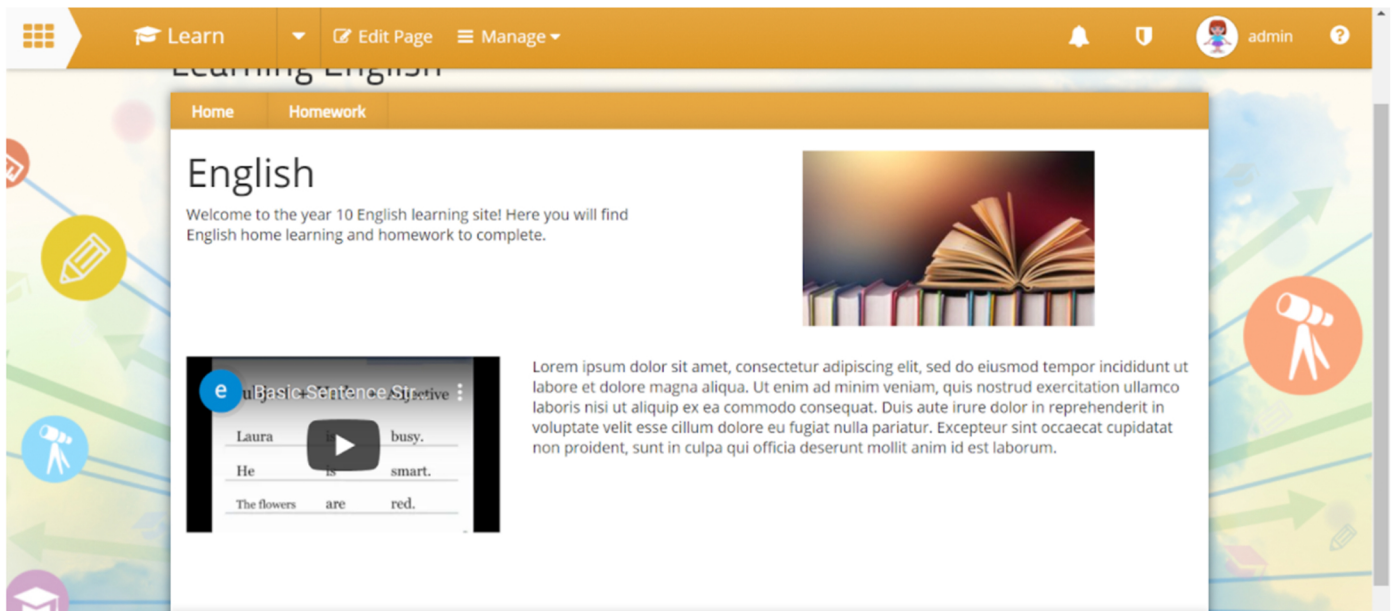 Learn
Edit Page
Manage
admin
Learning English
Home
Homework
English
Welcome to the year 10 English learning site! Here you will find
English home learning and homework to complete.
Lorem ipsum dolor sit amet, consectetur adipiscing elit, sed do eiusmod tempor incididunt ut
labore et dolore magna aliqua. Ut enim ad minim veniam, quis nostrud exercitation ullamco
laboris nisi ut aliquip ex ea commodo consequat. Duis aute irure dolor in reprehenderit in
voluptate velit esse cillum dolore eu fugiat nulla pariatur. Excepteur sint occaecat cupidatat
non proident, sunt in culpa qui officia deserunt mollit anim id est laborum.
e Basic Sentence Str...
Laura is busy.
He is smart.
The flowers are red.